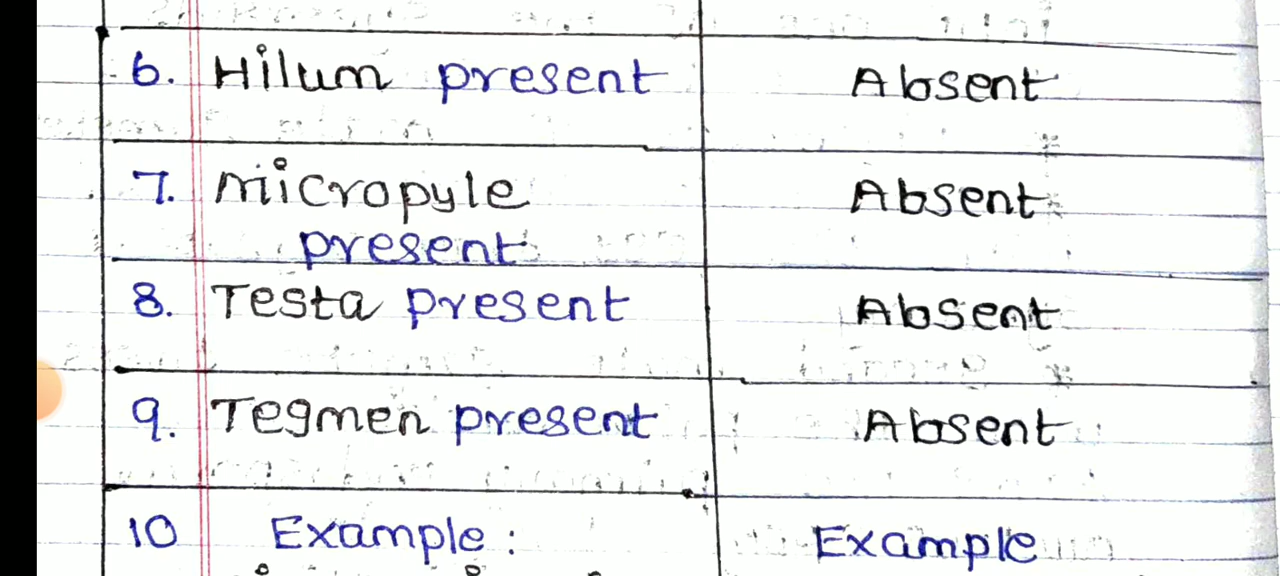 6. Hilum present Absent
7. Micropyle Absent
present
8. Testa present Absent
9. Tegmen present Absent
10 Example : Example